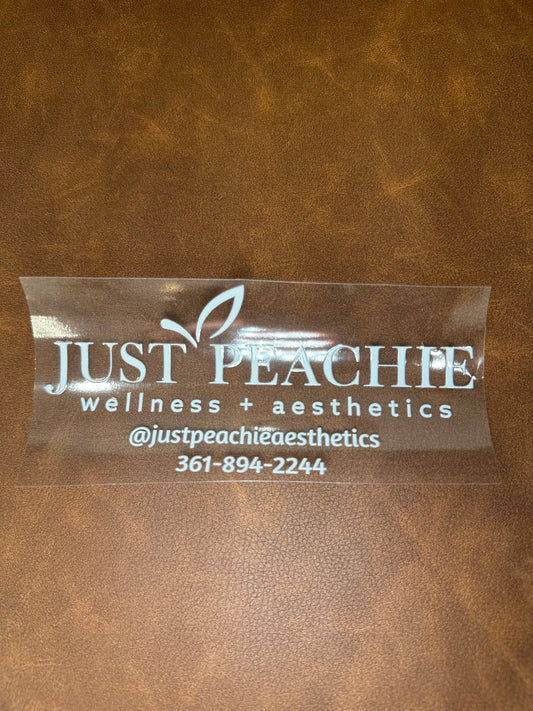 JUST PEACHIE
wellness + aesthetics
@justpeachieaesthetics
361-894-2244